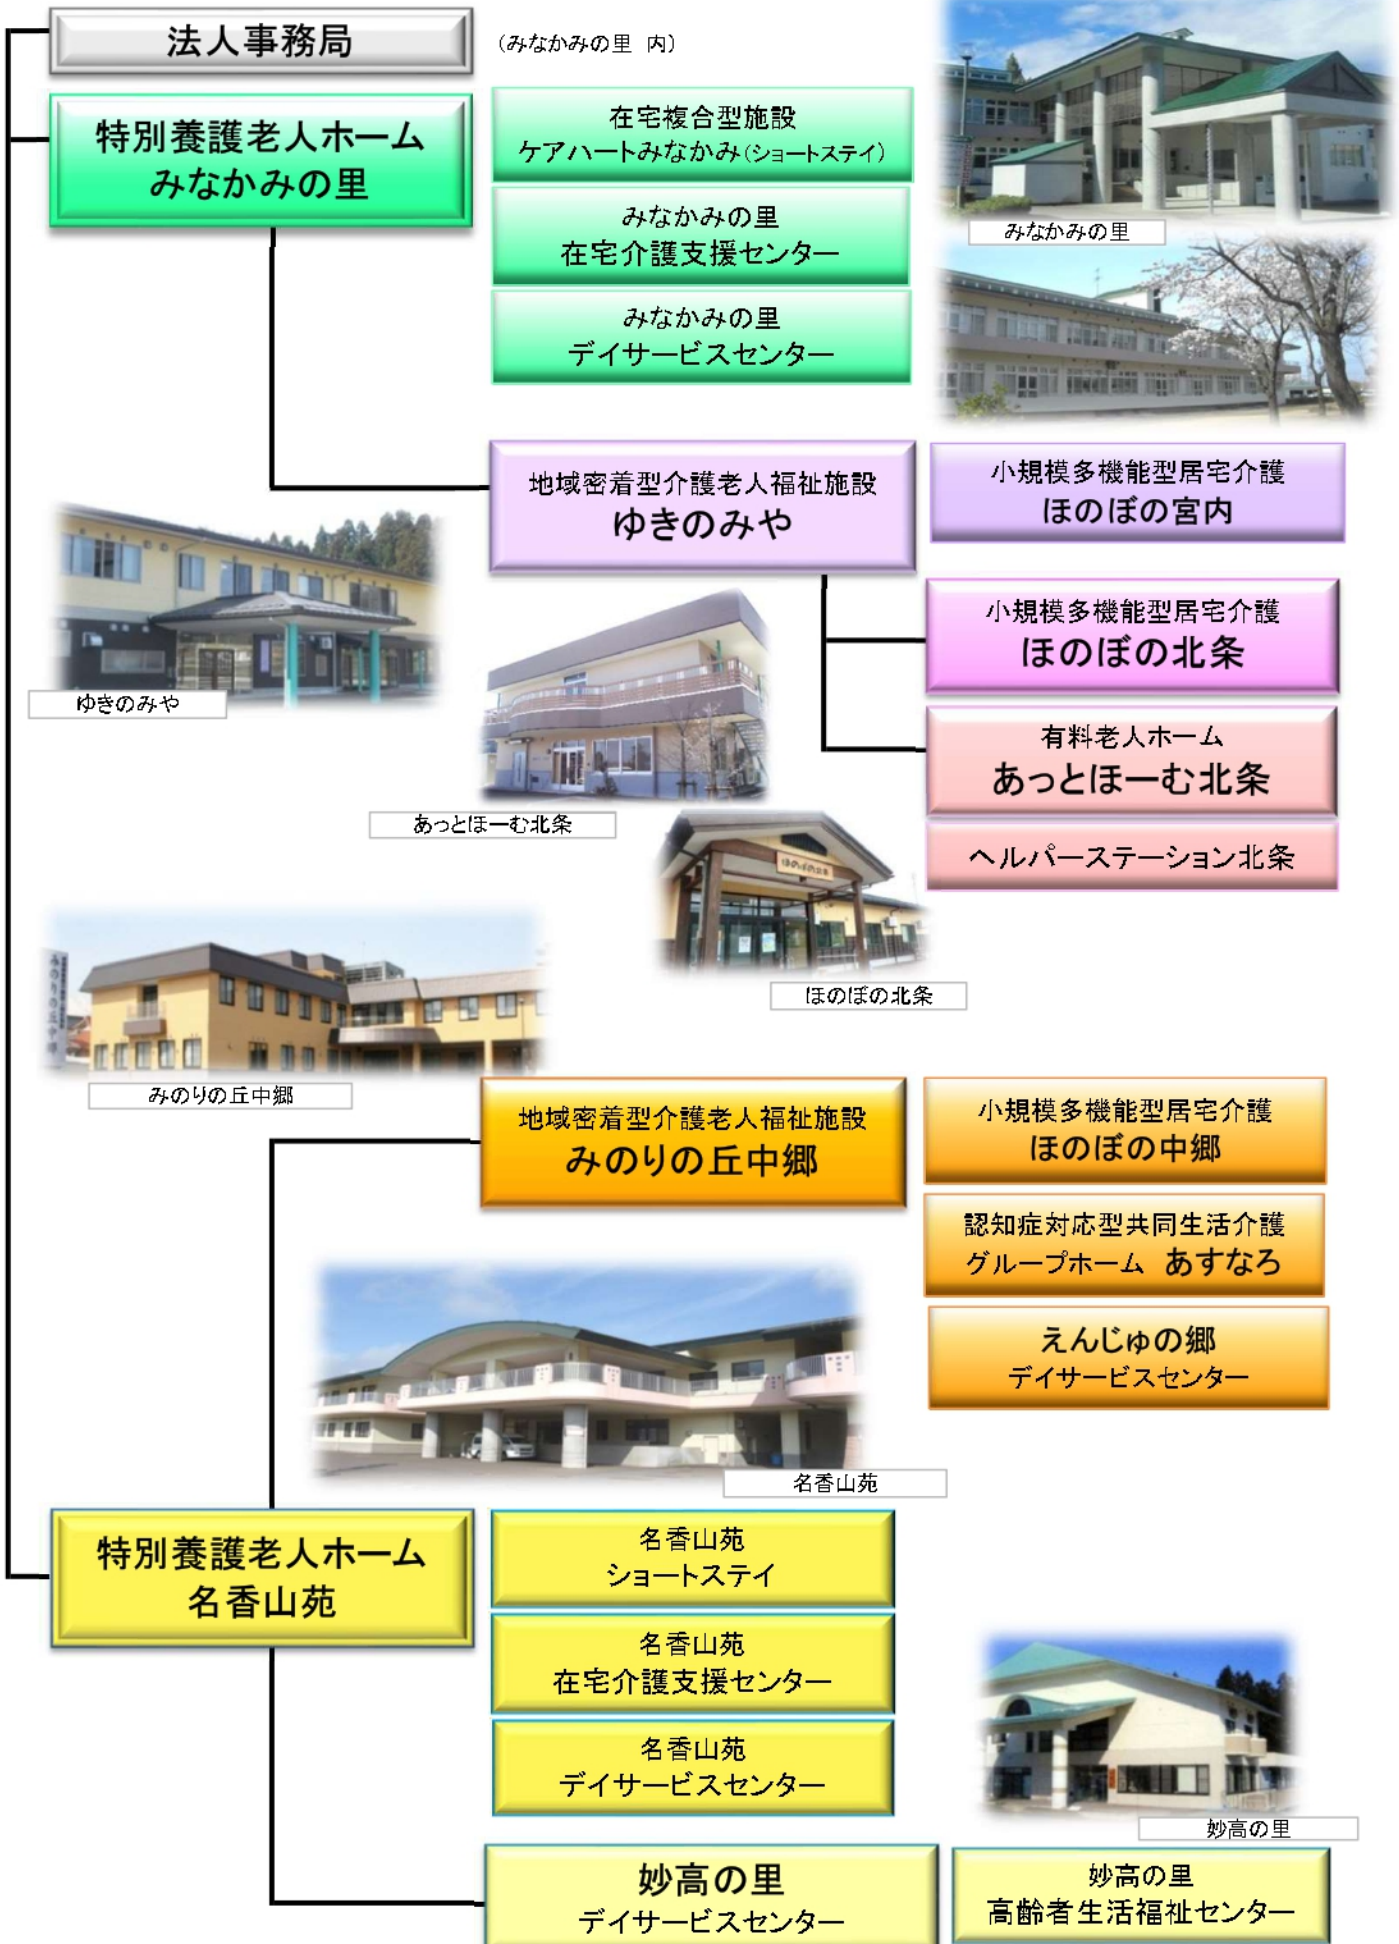 法人事務局
(みなかみの里 内)
特別養護老人ホーム
みなかみの里
在宅複合型施設
ケアハートみなかみ(ショートステイ)
みなかみの里
在宅介護支援センター
みなかみの里
デイサービスセンター
みなかみの里
地域密着型介護老人福祉施設
ゆきのみや
小規模多機能型居宅介護
ほのぼの宮内
小規模多機能型居宅介護
ほのぼの北条
ゆきのみや
有料老人ホーム
あっとほーむ北条
あっとほーむ北条
ヘルパーステーション北条
ほのぼの北条
ほのぼの北条
みのりの丘中郷
みのりの丘中郷
地域密着型介護老人福祉施設
みのりの丘中郷
小規模多機能型居宅介護
ほのぼの中郷
認知症対応型共同生活介護
グループホーム あすなろ
えんじゅの郷
デイサービスセンター
名香山苑
特別養護老人ホーム
名香山苑
名香山苑
ショートステイ
名香山苑
在宅介護支援センター
名香山苑
デイサービスセンター
妙高の里
妙高の里
デイサービスセンター
妙高の里
高齢者生活福祉センター